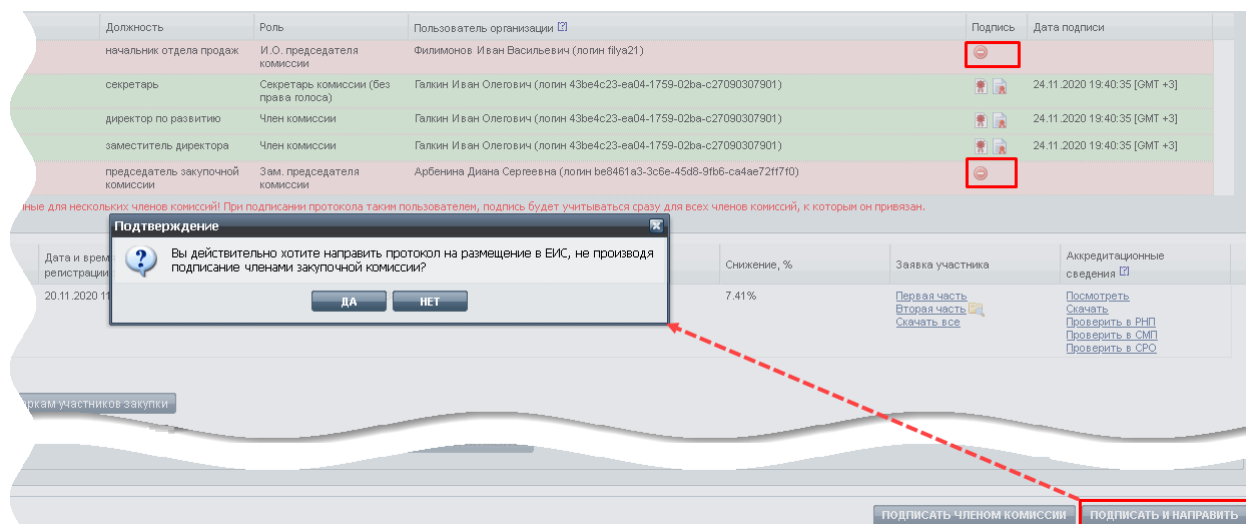 Должность Роль Пользователь организации [?] Подпись Дата подписи
начальник отдела продаж И.О. председателя Филимонов Иван Васильевич (логин filya21)
комиссии
секретарь Секретарь комиссии (без Галкин Иван Олегович (логин 43be4c23-ea04-1759-02ba-c27090307901) 24.11.2020 19:40:35 [GMT +3]
права голоса)
директор по развитию Член комиссии Галкин Иван Олегович (логин 43be4c23-ea04-1759-02ba-c27090307901) 24.11.2020 19:40:35 [GMT +3]
заместитель директора Член комиссии Галкин Иван Олегович (логин 43be4c23-ea04-1759-02ba-c27090307901) 24.11.2020 19:40:35 [GMT +3]
председатель закупочной Зам. председателя Арбенина Диана Сергеевна (логин be8461a3-3c6e-45d8-9fb6-ca4ae72ff7f0)
комиссии комиссии
ные для нескольких членов комиссий! При подписании протокола таким пользователем, подпись будет учитываться сразу для всех членов комиссий, к которым он привязан.
Подтверждение
Вы действительно хотите направить протокол на размещение в ЕИС, не производя
подписание членами закупочной комиссии?
ДА НЕТ
Дата и врем
регистрации
Снижение, % Заявка участника Аккредитационные
сведения [?]
20.11.2020 11 7.41% Первая часть Посмотреть
Вторая часть Скачать
Скачать все Проверить в РНП
Проверить в СМП
Проверить в СРО
ркам участников закупки
ПОДПИСАТЬ ЧЛЕНОМ КОМИССИИ ПОДПИСАТЬ И НАПРАВИТЬ